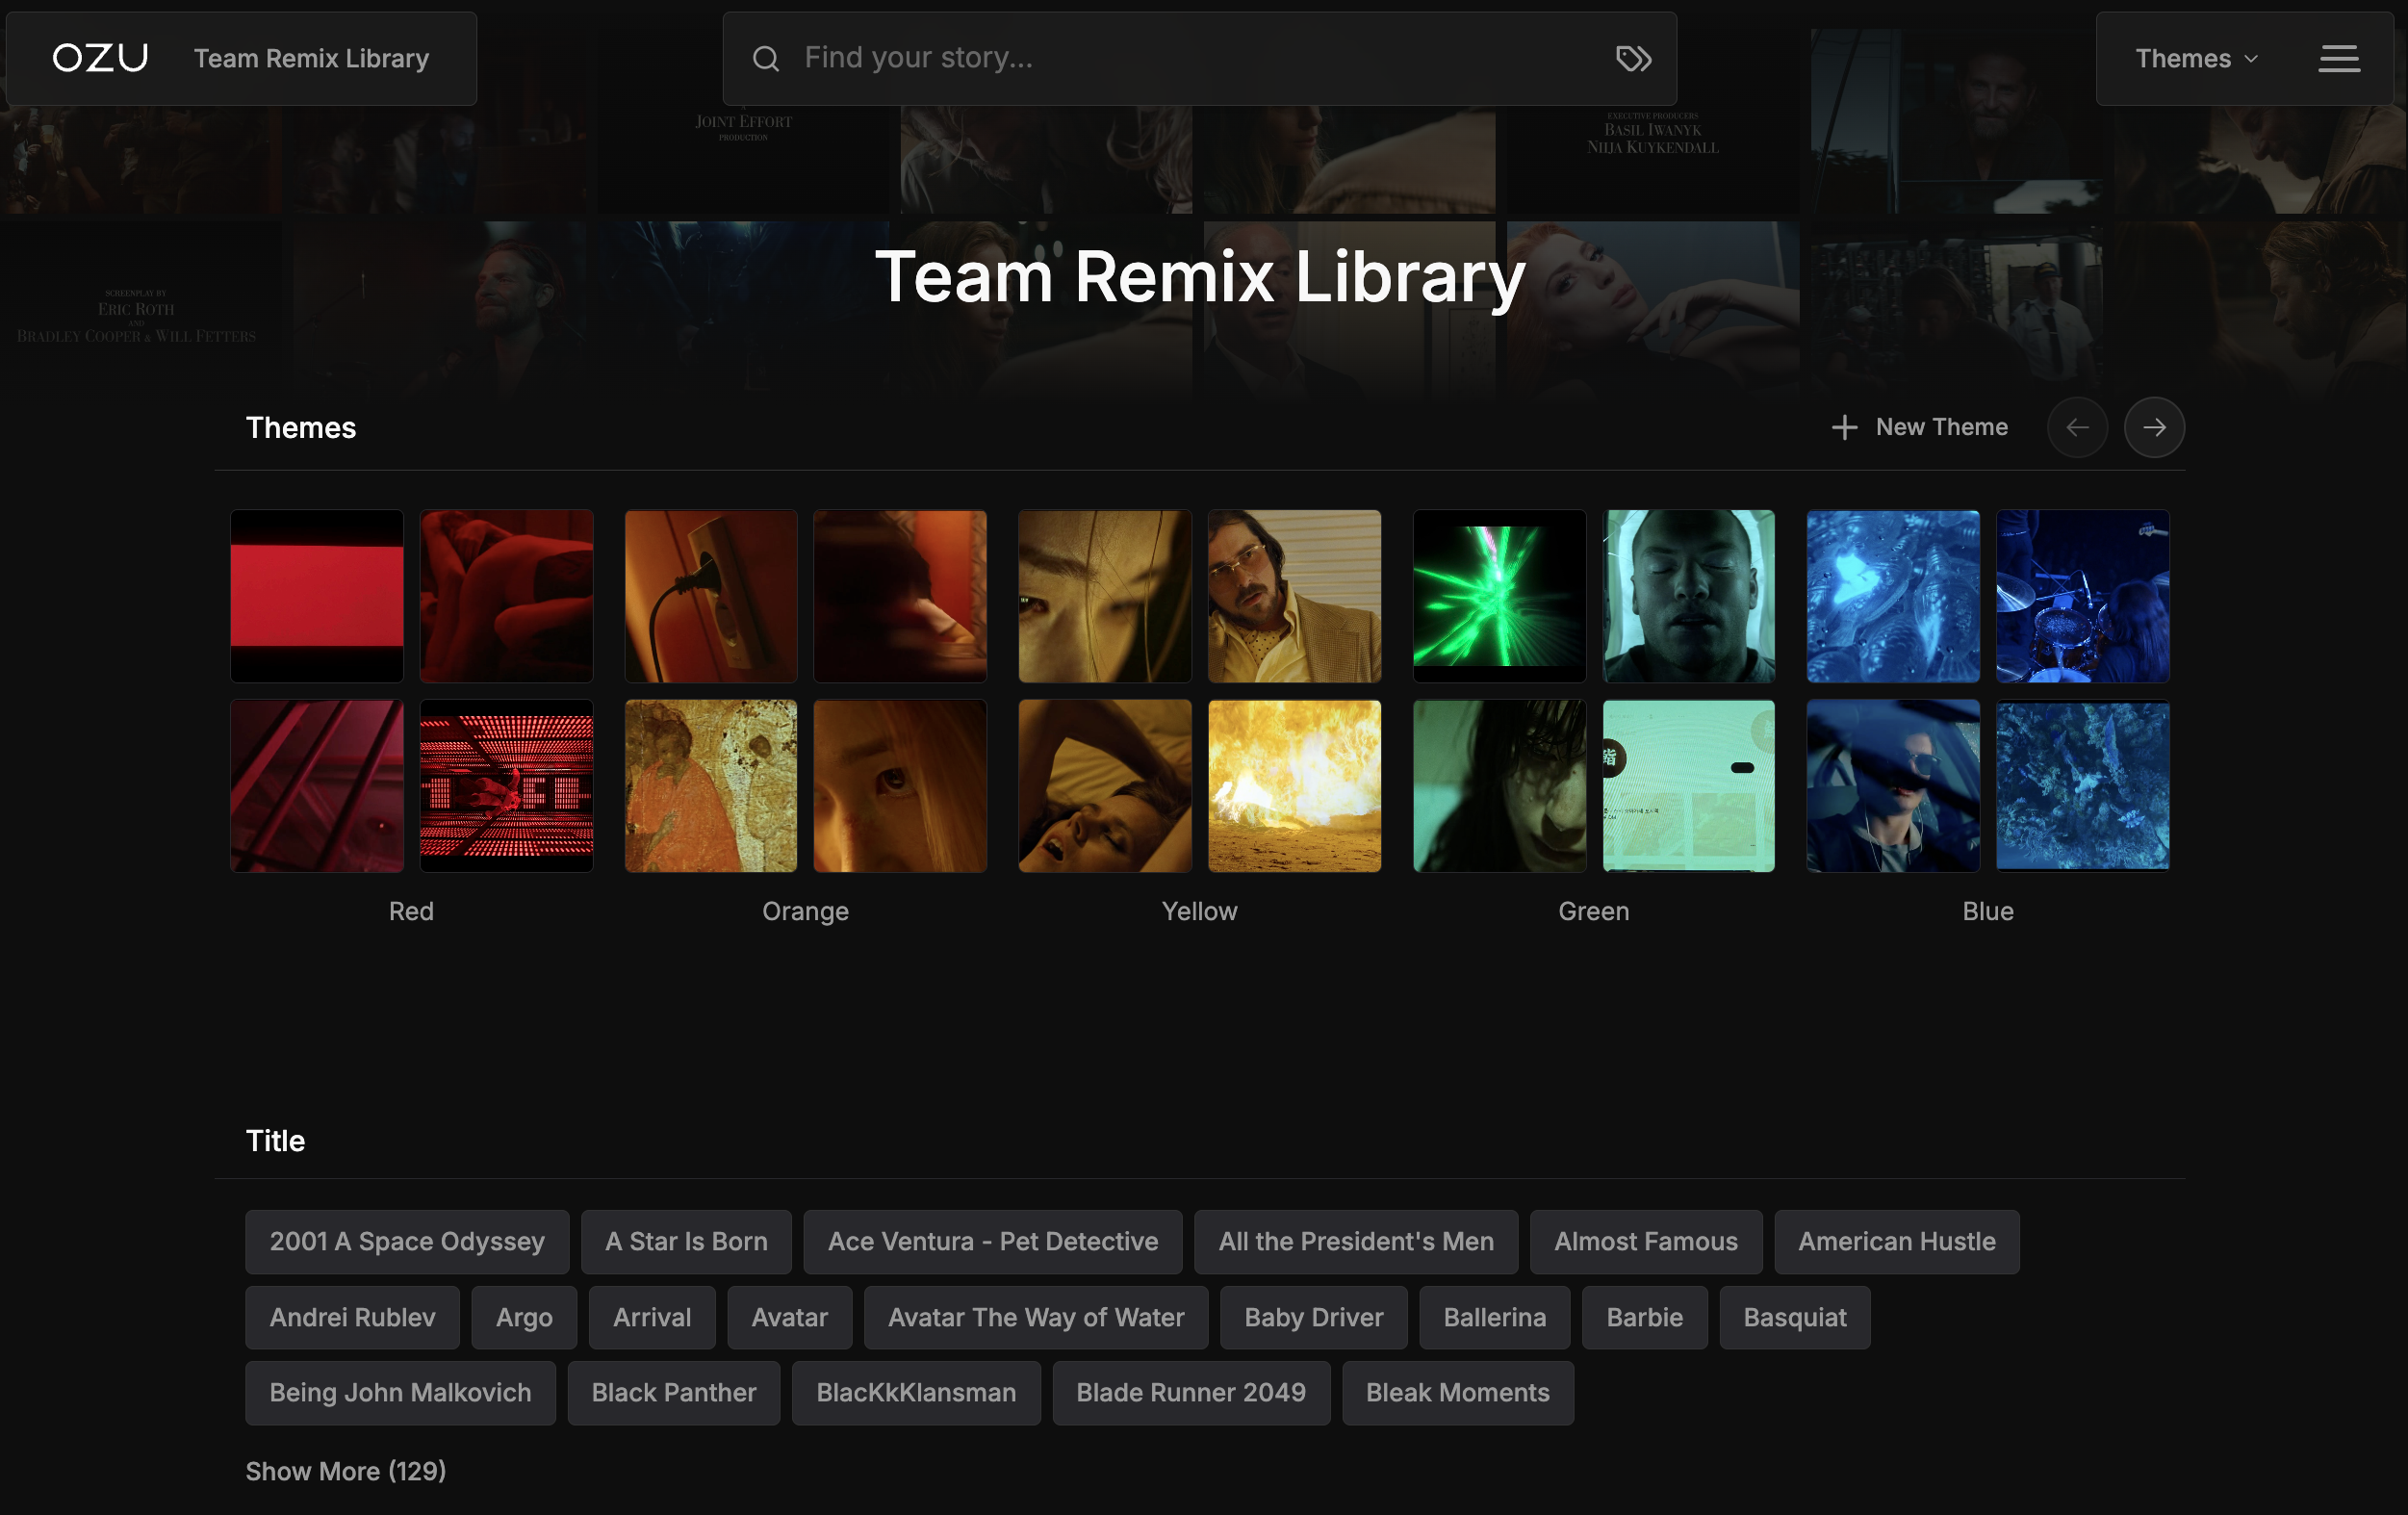 OZU
Team Remix Library
Find your story...
Themes
JOINT EFFORT
PRODUCTION
EXECUTIVE PRODUCERS
BASIL IWANYK
NIJA KUYKENDALL
SCREENPLAY BY
ERIC ROTH
AND
BRADLEY COOPER & WILL FETTERS
Team Remix Library
Themes
New Theme
Red
Orange
Yellow
Green
Blue
Title
2001 A Space Odyssey
A Star Is Born
Ace Ventura - Pet Detective
All the President's Men
Almost Famous
American Hustle
Andrei Rublev
Argo
Arrival
Avatar
Avatar The Way of Water
Baby Driver
Ballerina
Barbie
Basquiat
Being John Malkovich
Black Panther
BlacKkKlansman
Blade Runner 2049
Bleak Moments
Show More (129)